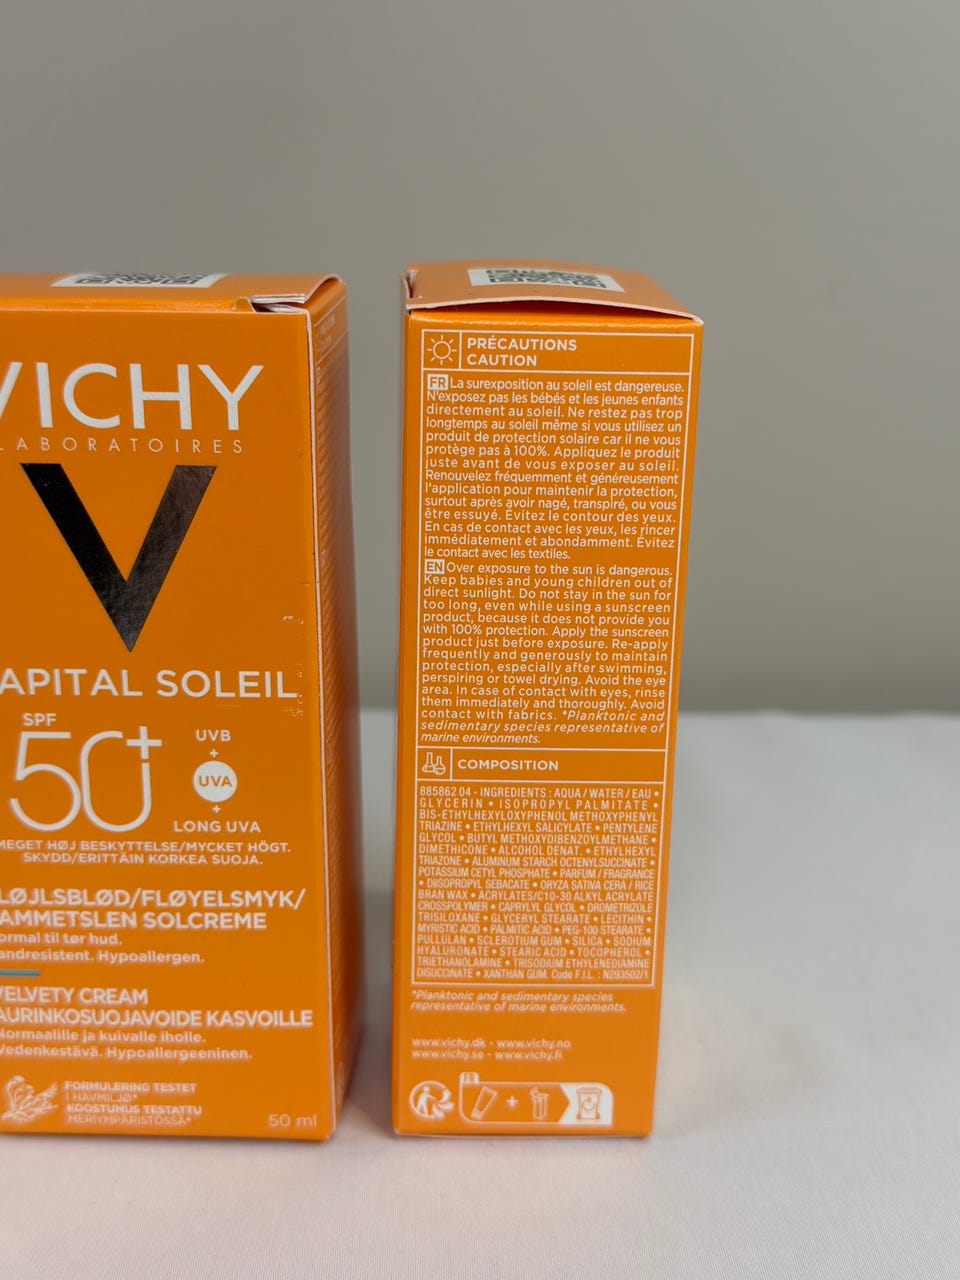 VICHY
LABORATOIRES
CAPITAL SOLEIL
SPF
50+
UVB
+
UVA
+
LONG UVA
MEGET HØJ BESKYTTELSE/MYCKET HÖGT.
SKYDD/ERITTÄIN KORKEA SUOJA.
FLØJLSBLØD/FLØYELSMYK/
SAMMETSLEN SOLCREME
Normal til tør hud.
Vandresistent. Hypoallergen.
VELVETY CREAM
AURINKOSUOJAVOIDE KASVOILLE
Normaalille ja kuivalle iholle.
Vedenkestävä. Hypoallergeeninen.
FORMULERING TESTET
I HAVMILJØ*
KOOSTUMUS TESTATTU
MERIYMPÄRISTÖSSÄ*
50 ml
PRÉCAUTIONS
CAUTION
FR La surexposition au soleil est dangereuse.
N'exposez pas les bébés et les jeunes enfants
directement au soleil. Ne restez pas trop
longtemps au soleil même si vous utilisez un
produit de protection solaire car il ne vous
protège pas à 100%. Appliquez le produit
juste avant de vous exposer au soleil.
Renouvelez fréquemment et généreusement
l'application pour maintenir la protection,
surtout après avoir nagé, transpiré, ou vous
être essuyé. Évitez le contour des yeux.
En cas de contact avec les yeux, les rincer
immédiatement et abondamment. Évitez
le contact avec les textiles.
EN Over exposure to the sun is dangerous.
Keep babies and young children out of
direct sunlight. Do not stay in the sun for
too long, even while using a sunscreen
product, because it does not provide you
with 100% protection. Apply the sunscreen
product just before exposure. Re-apply
frequently and generously to maintain
protection, especially after swimming,
perspiring or towel drying. Avoid the eye
area. In case of contact with eyes, rinse
them immediately and thoroughly. Avoid
contact with fabrics. *Planktonic and
sedimentary species representative of
marine environments.
COMPOSITION
885862 04 - INGREDIENTS : AQUA / WATER / EAU •
GLYCERIN • ISOPROPYL PALMITATE •
BIS-ETHYLHEXYLOXYPHENOL METHOXYPHENYL
TRIAZINE • ETHYLHEXYL SALICYLATE • PENTYLENE
GLYCOL • BUTYL METHOXYDIBENZOYLMETHANE •
DIMETHICONE • ALCOHOL DENAT. • ETHYLHEXYL
TRIAZONE • ALUMINUM STARCH OCTENYLSUCCINATE •
POTASSIUM CETYL PHOSPHATE • PARFUM / FRAGRANCE
• DIISOPROPYL SEBACATE • ORYZA SATIVA CERA / RICE
BRAN WAX • ACRYLATES/C10-30 ALKYL ACRYLATE
CROSSPOLYMER • CAPRYLYL GLYCOL • DROMETRIZOLE
TRISILOXANE • GLYCERYL STEARATE • LECITHIN •
MYRISTIC ACID • PALMITIC ACID • PEG-100 STEARATE •
PULLULAN • SCLEROTIUM GUM • SILICA • SODIUM
HYALURONATE • STEARIC ACID • TOCOPHEROL •
TRIETHANOLAMINE • TRISODIUM ETHYLENEDIAMINE
DISUCCINATE • XANTHAN GUM. Code F.I.L. : N293502/1
*Planktonic and sedimentary species
representative of marine environments.
www.vichy.dk - www.vichy.no
www.vichy.se - www.vichy.fi
FR
+